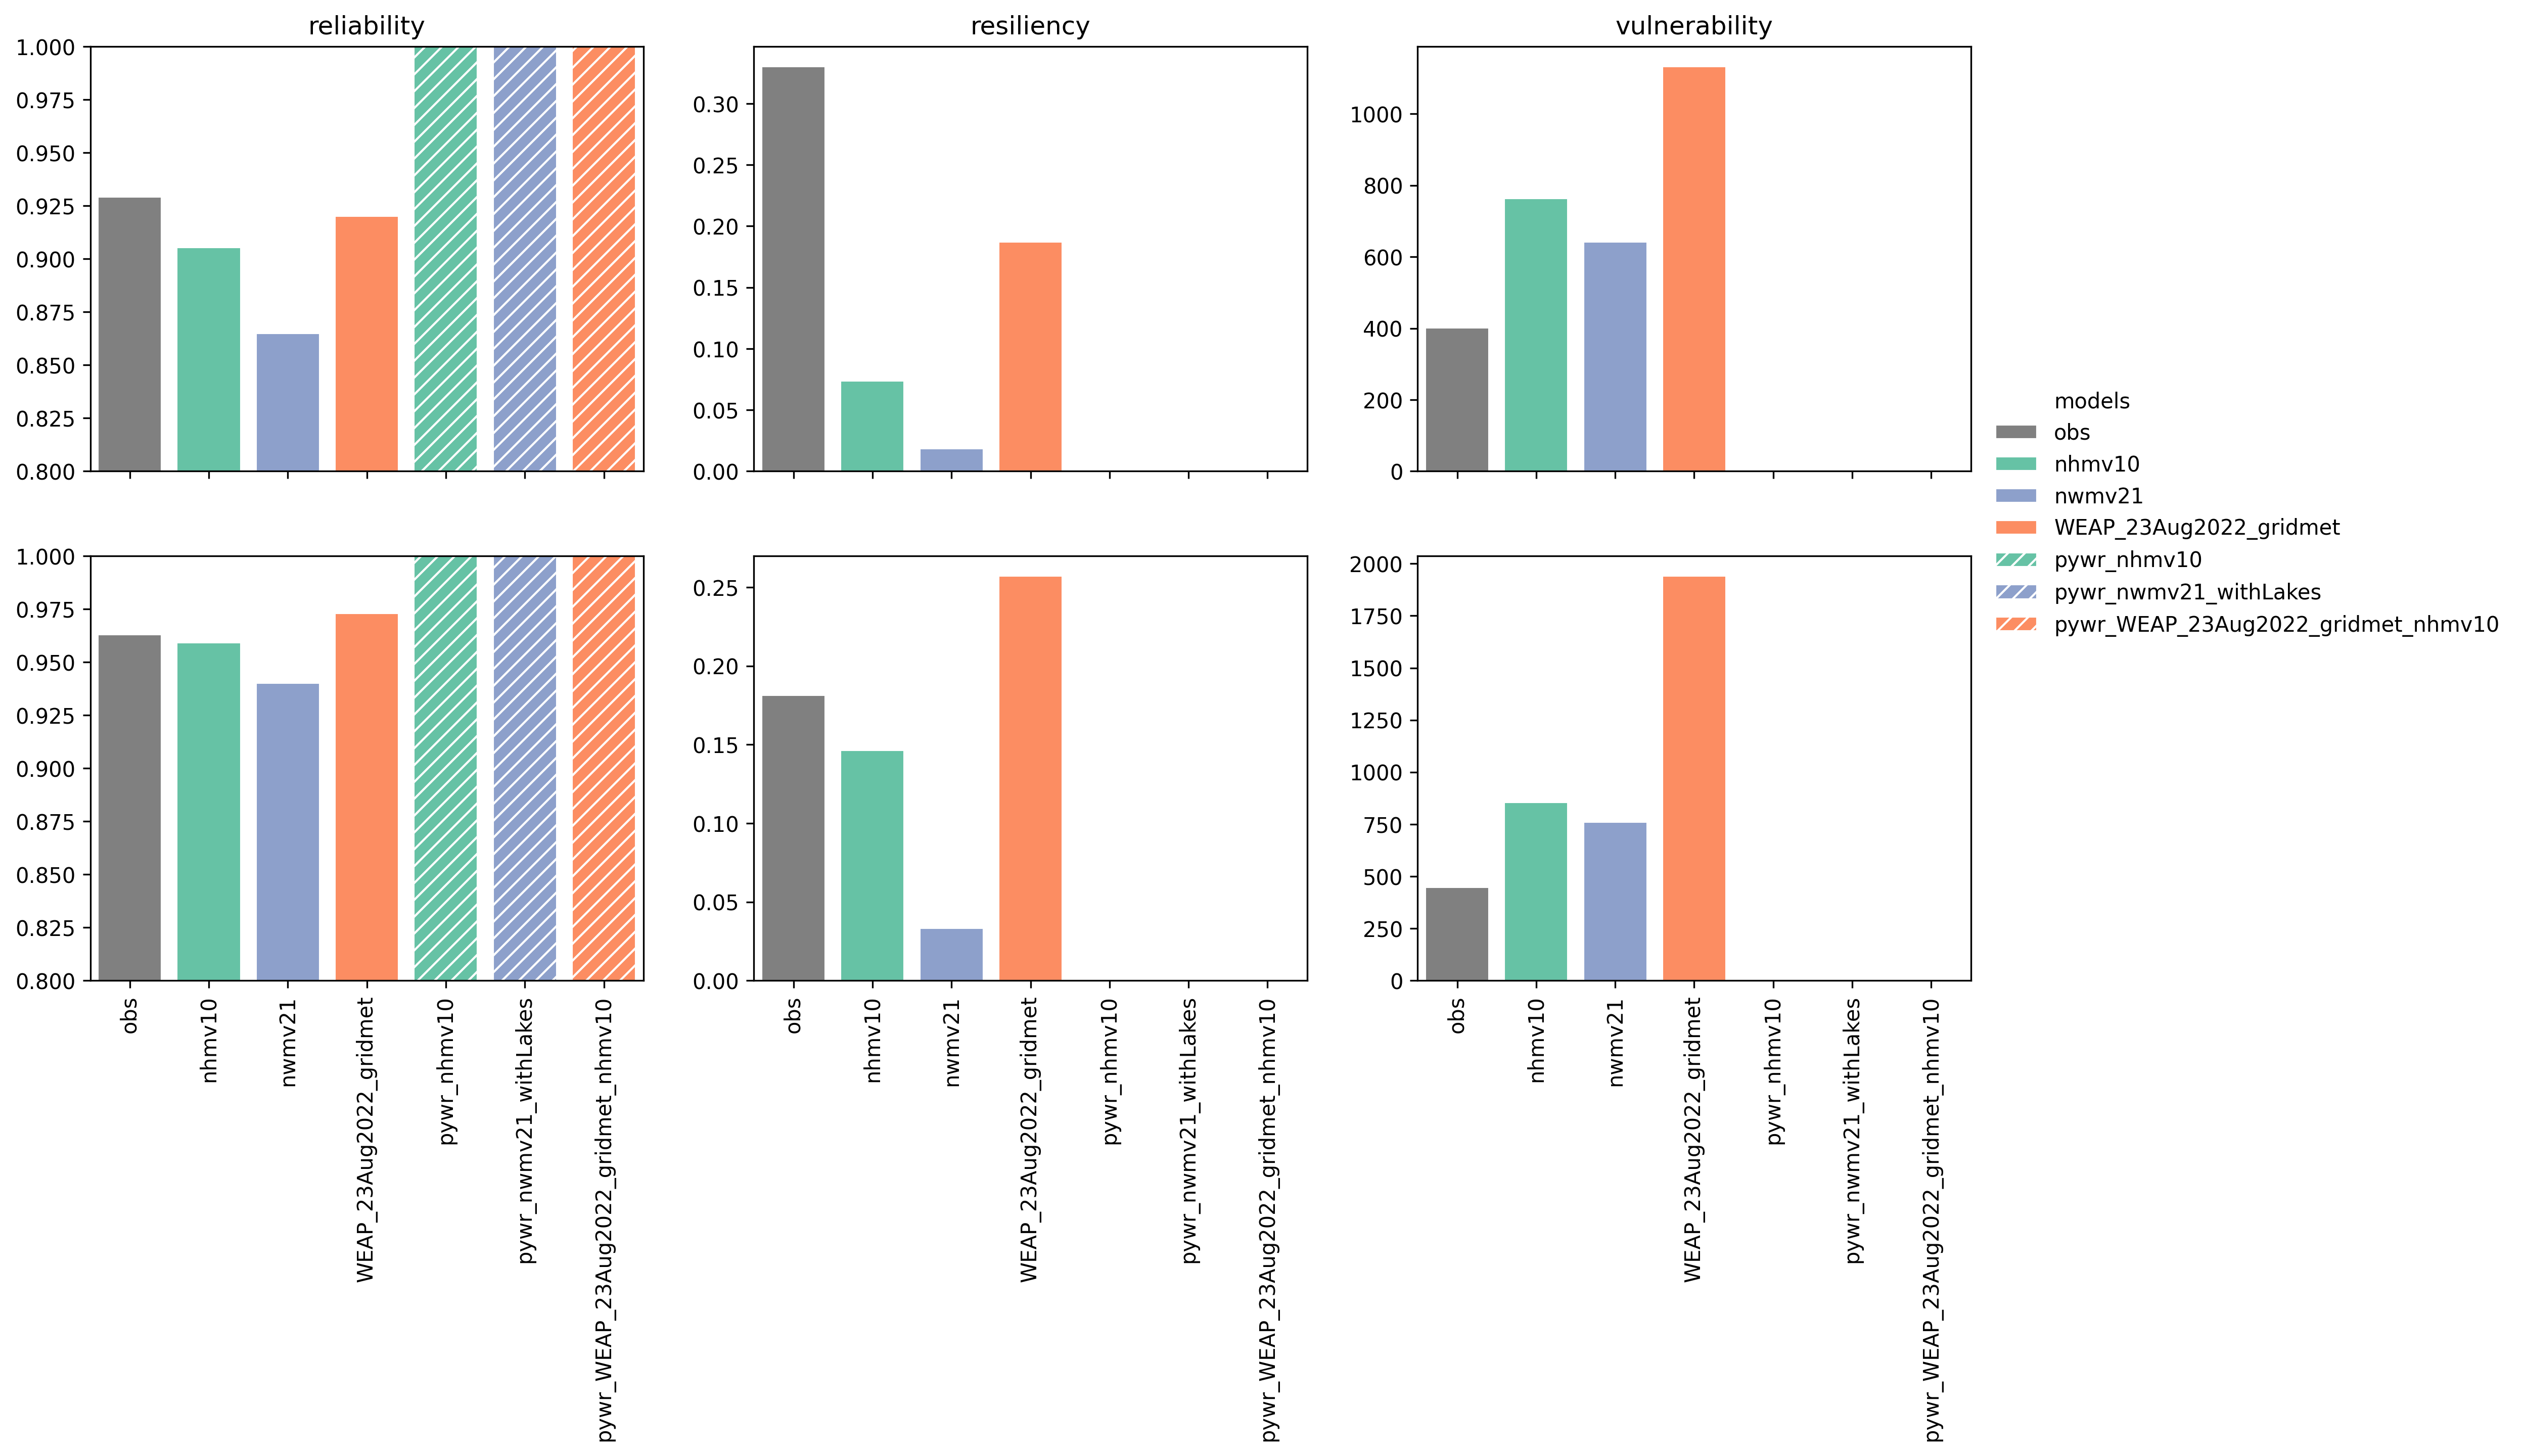 reliability
1.000
0.975
0.950
0.925
0.900
0.875
0.850
0.825
0.800
resiliency
0.30
0.25
0.20
0.15
0.10
0.05
0.00
vulnerability
1000
800
600
400
200
0
models
obs
nhmv10
nwmv21
WEAP_23Aug2022_gridmet
pywr_nhmv10
pywr_nwmv21_withLakes
pywr_WEAP_23Aug2022_gridmet_nhmv10
1.000
0.975
0.950
0.925
0.900
0.875
0.850
0.825
0.800
obs
nhmv10
nwmv21
WEAP_23Aug2022_gridmet
pywr_nhmv10
pywr_nwmv21_withLakes
pywr_WEAP_23Aug2022_gridmet_nhmv10
0.25
0.20
0.15
0.10
0.05
0.00
obs
nhmv10
nwmv21
WEAP_23Aug2022_gridmet
pywr_nhmv10
pywr_nwmv21_withLakes
pywr_WEAP_23Aug2022_gridmet_nhmv10
2000
1750
1500
1250
1000
750
500
250
0
obs
nhmv10
nwmv21
WEAP_23Aug2022_gridmet
pywr_nhmv10
pywr_nwmv21_withLakes
pywr_WEAP_23Aug2022_gridmet_nhmv10